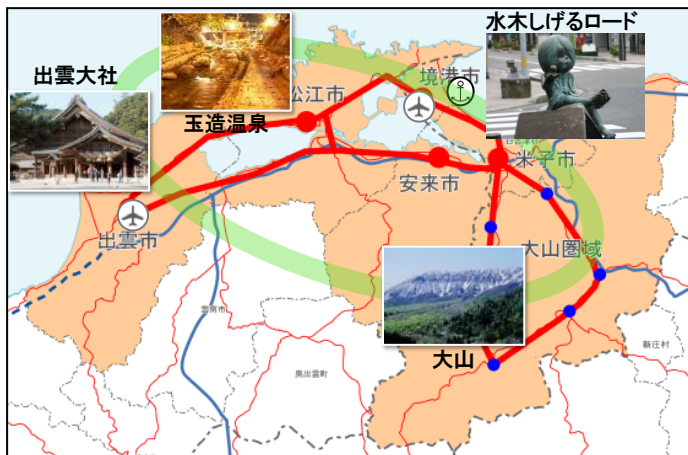 水木しげるロード
出雲大社
境港市
松江市
玉造温泉
米子市
安来市
出雲市
大山圏域
雲南市
大山
新庄村
奥出雲町